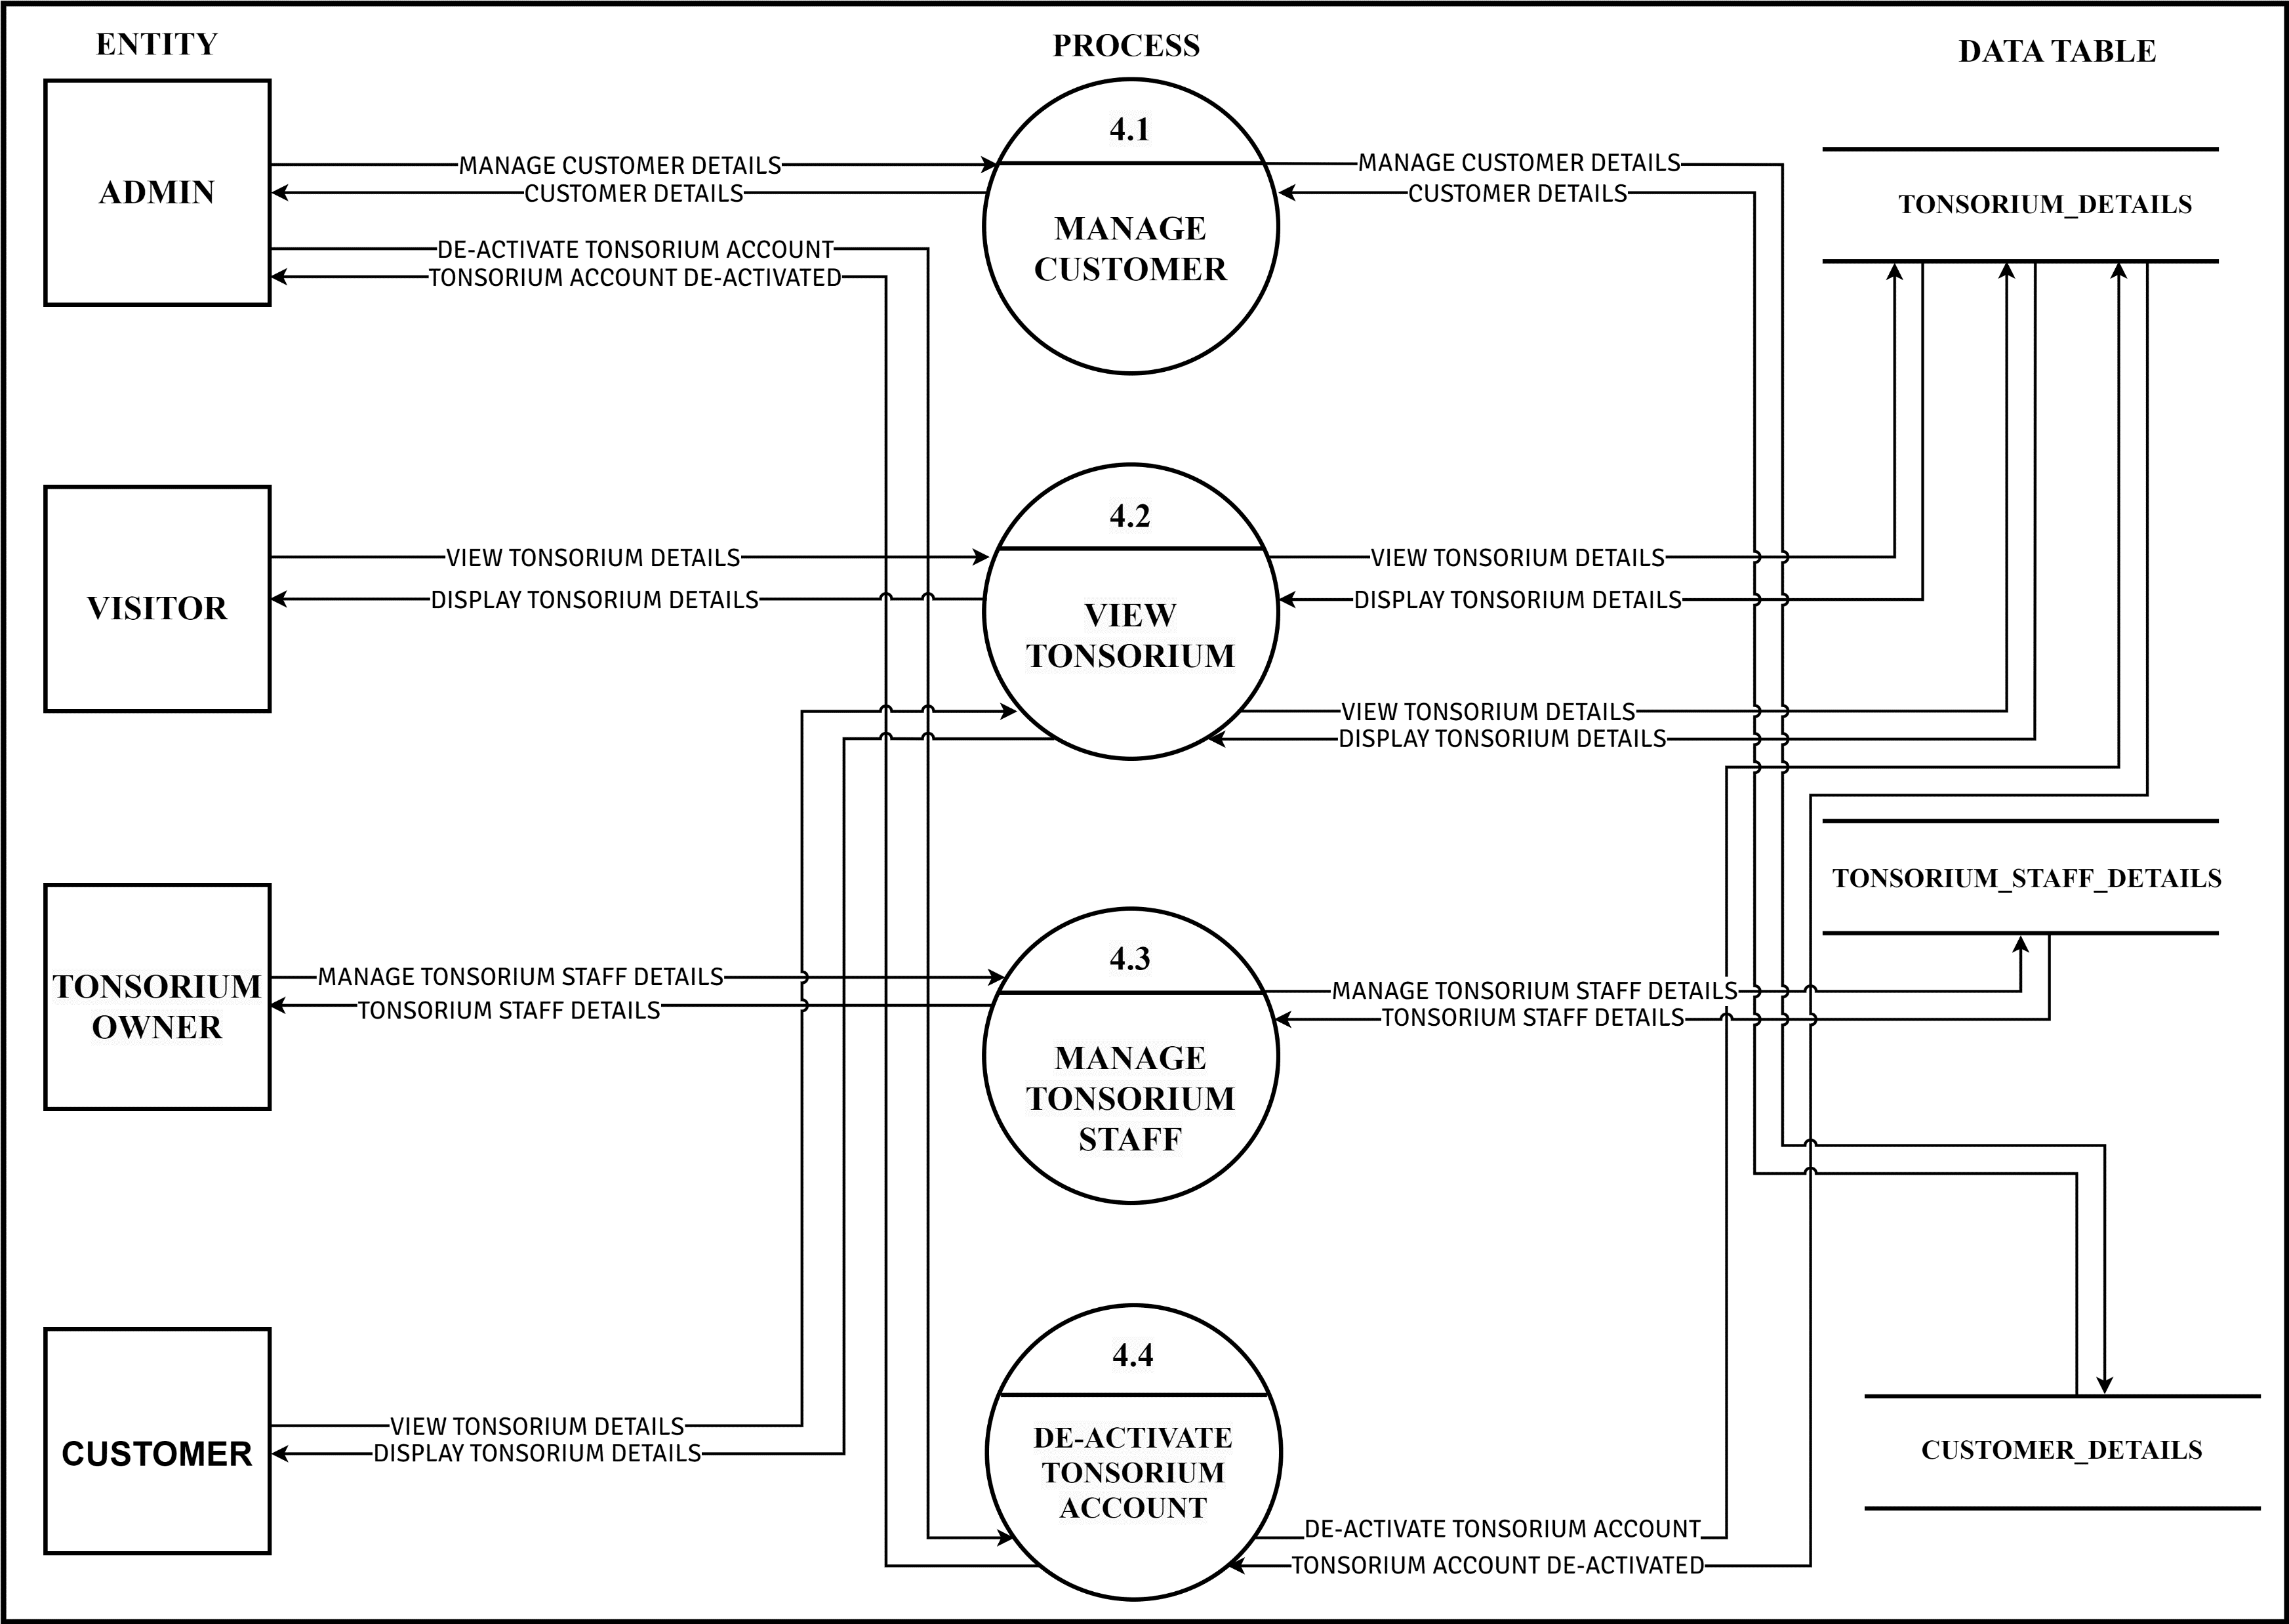 ENTITY
PROCESS
DATA TABLE
ADMIN
MANAGE CUSTOMER DETAILS
CUSTOMER DETAILS
DE-ACTIVATE TONSORIUM ACCOUNT
TONSORIUM ACCOUNT DE-ACTIVATED
4.1
MANAGE
CUSTOMER
MANAGE CUSTOMER DETAILS
CUSTOMER DETAILS
TONSORIUM_DETAILS
VISITOR
VIEW TONSORIUM DETAILS
DISPLAY TONSORIUM DETAILS
4.2
VIEW
TONSORIUM
VIEW TONSORIUM DETAILS
DISPLAY TONSORIUM DETAILS
VIEW TONSORIUM DETAILS
DISPLAY TONSORIUM DETAILS
TONSORIUM_STAFF_DETAILS
TONSORIUM
OWNER
MANAGE TONSORIUM STAFF DETAILS
TONSORIUM STAFF DETAILS
4.3
MANAGE
TONSORIUM
STAFF
MANAGE TONSORIUM STAFF DETAILS
TONSORIUM STAFF DETAILS
CUSTOMER
VIEW TONSORIUM DETAILS
DISPLAY TONSORIUM DETAILS
4.4
DE-ACTIVATE
TONSORIUM
ACCOUNT
DE-ACTIVATE TONSORIUM ACCOUNT
TONSORIUM ACCOUNT DE-ACTIVATED
CUSTOMER_DETAILS